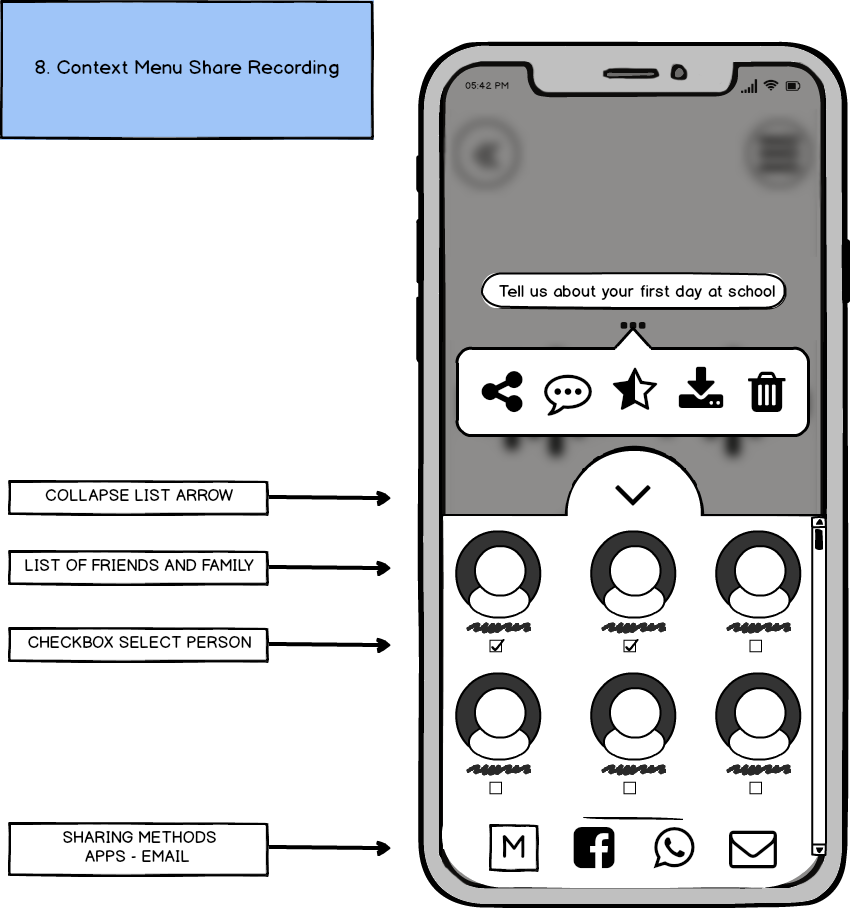 8. Context Menu Share Recording
05:42 PM
Tell us about your first day at school
COLLAPSE LIST ARROW
LIST OF FRIENDS AND FAMILY
CHECKBOX SELECT PERSON
SHARING METHODS
APPS - EMAIL
M